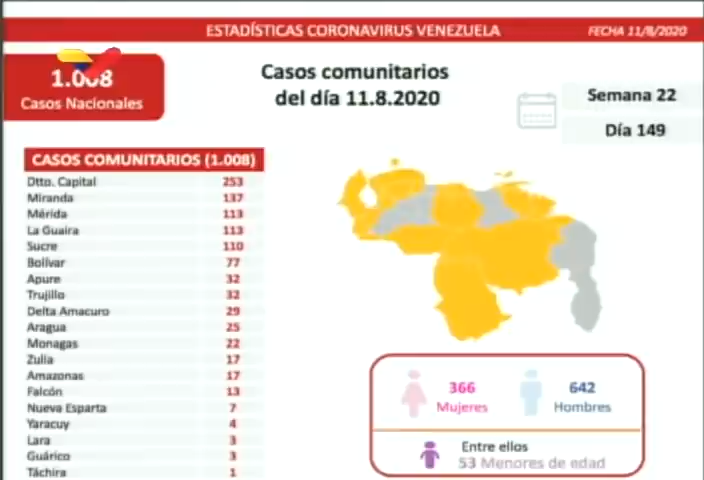 ESTADÍSTICAS CORONAVIRUS VENEZUELA
FECHA 11/8/2020
1.008
Casos Nacionales
Casos comunitarios
del día 11.8.2020
Semana 22
Día 149
CASOS COMUNITARIOS (1.008)
Dtto. Capital 253
Miranda 137
Mérida 113
La Guaira 113
Sucre 110
Bolívar 77
Apure 32
Trujillo 32
Delta Amacuro 29
Aragua 25
Monagas 22
Zulia 17
Amazonas 17
Falcón 13
Nueva Esparta 7
Yaracuy 4
Lara 3
Guárico 3
Táchira 1
366
Mujeres
642
Hombres
Entre ellos
53 Menores de edad